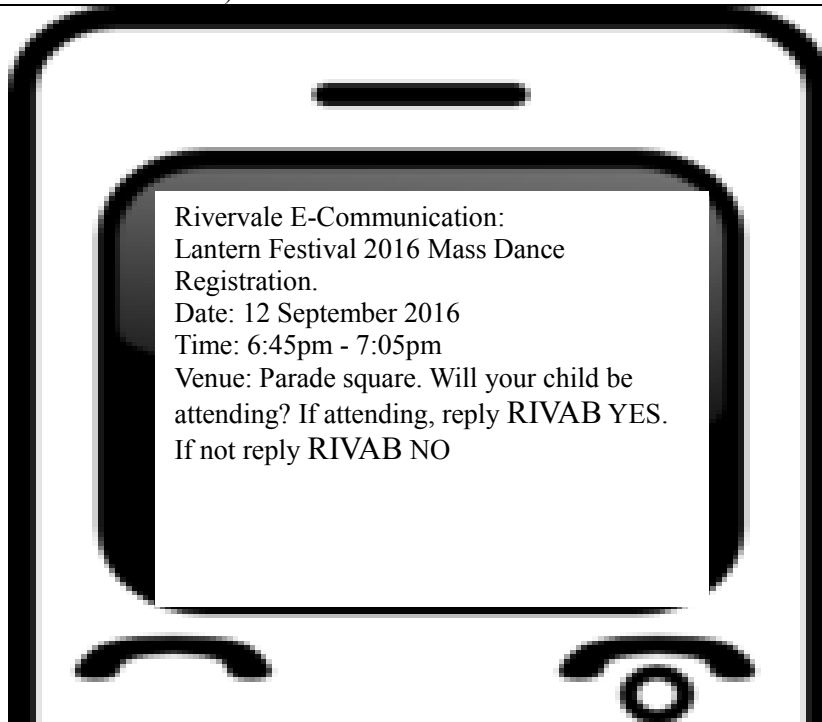 Rivervale E-Communication:
Lantern Festival 2016 Mass Dance
Registration.
Date: 12 September 2016
Time: 6:45pm - 7:05pm
Venue: Parade square. Will your child be
attending? If attending, reply RIVAB YES.
If not reply RIVAB NO